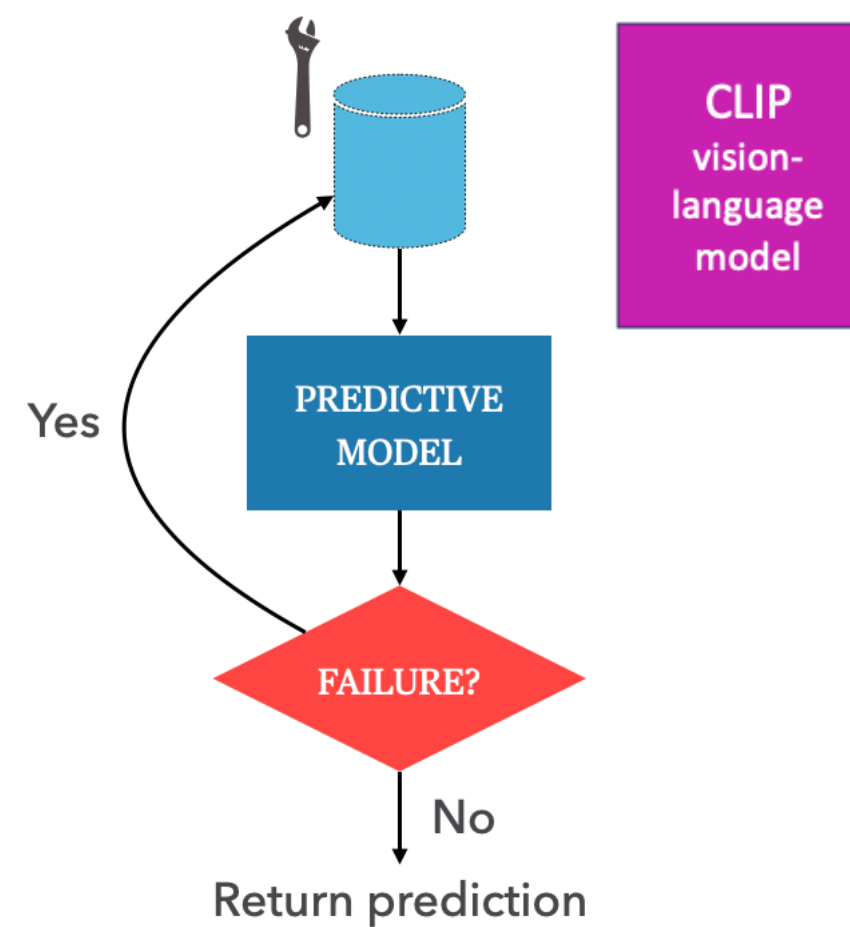 CLIP
vision-
language
model
PREDICTIVE
MODEL
Yes
FAILURE?
No
Return prediction